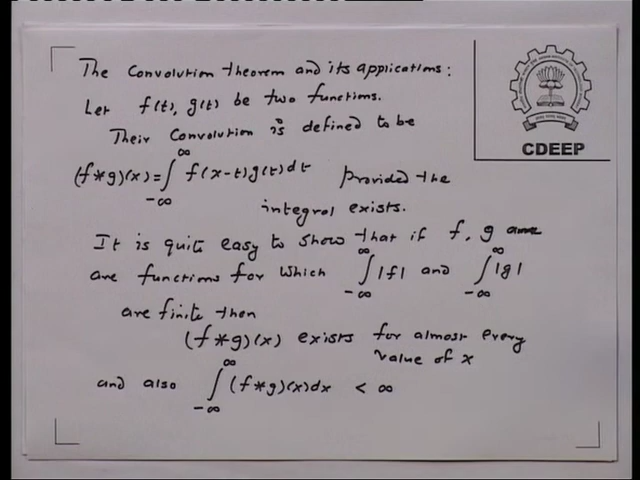 The Convolution theorem and its applications:
Let f(t), g(t) be two functions.
Their Convolution is defined to be
(f*g)(x) = ∫_{-∞}^{∞} f(x-t)g(t)dt provided the
integral exists.
It is quite easy to show that if f, g
are functions for which ∫_{-∞}^{∞} |f| and ∫_{-∞}^{∞} |g|
are finite then
(f*g)(x) exists for almost every
value of x
and also ∫_{-∞}^{∞} (f*g)(x)dx < ∞
CDEEP